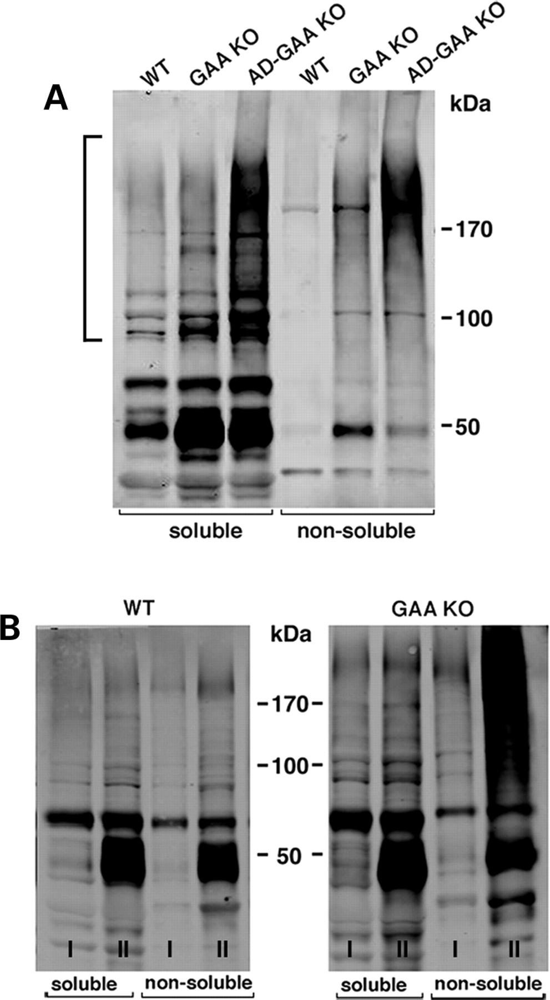 WT
GAA KO
AD-GAA KO
WT
GAA KO
AD-GAA KO
A
kDa
-170
-100
-50
soluble
non-soluble
B
WT
GAA KO
kDa
-170-
-100-
- 50 -
I II I II
I II I II
soluble
non-soluble
soluble
non-soluble